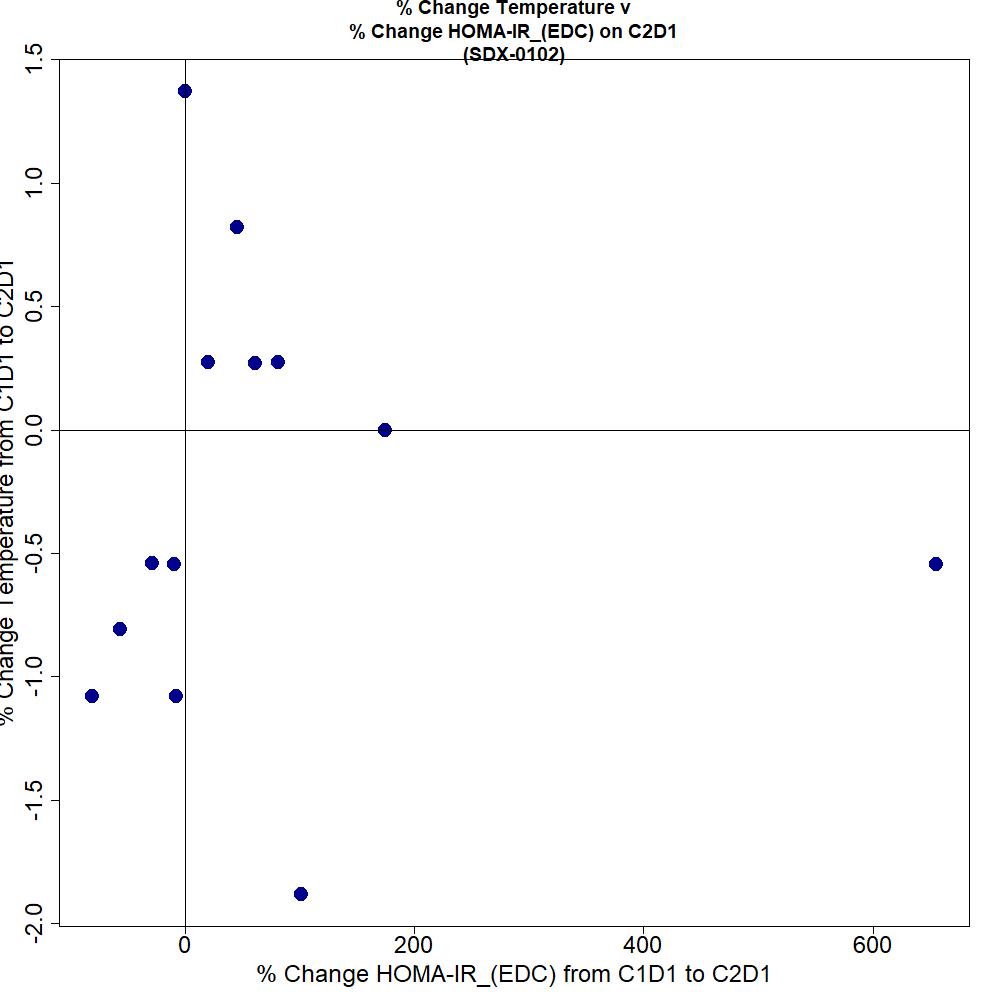 % Change Temperature v
% Change HOMA-IR_(EDC) on C2D1
(SDX-0102)
% Change Temperature from C1D1 to C2D1
1.5
1.0
0.5
0.0
-0.5
-1.0
-1.5
-2.0
0
200
400
600
% Change HOMA-IR_(EDC) from C1D1 to C2D1